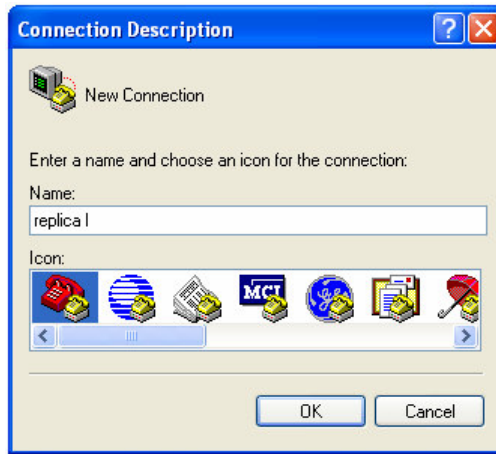 Connection Description
New Connection
Enter a name and choose an icon for the connection:
Name:
replica I
Icon:
MCI
OK
Cancel